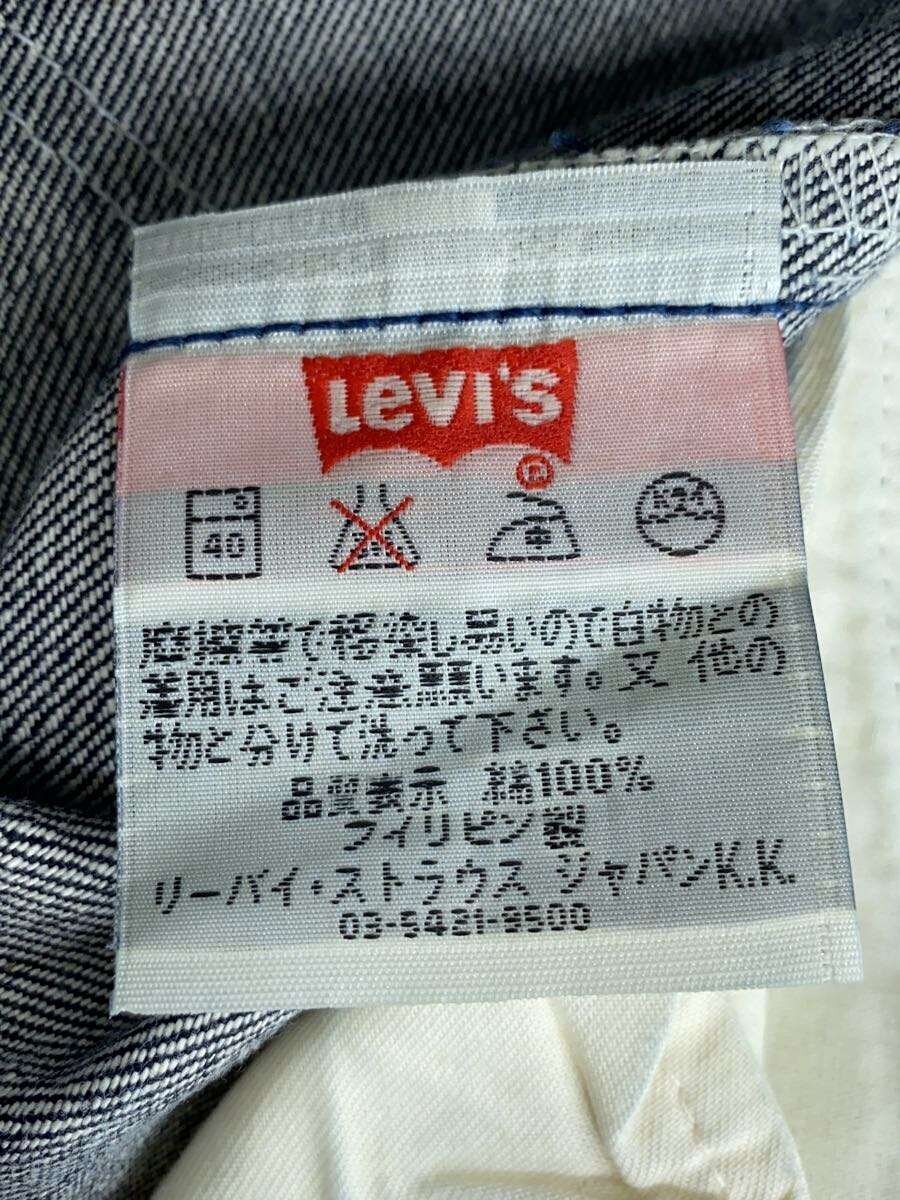 LEVI'S
®
40
摩擦等で移染し易いので白物との
着用はご注意願います。又 他の
物と分けて洗って下さい。
品質表示 綿100%
フィリピン製
リーバイ・ストラウス ジャパンK.K.
03-5421-9500